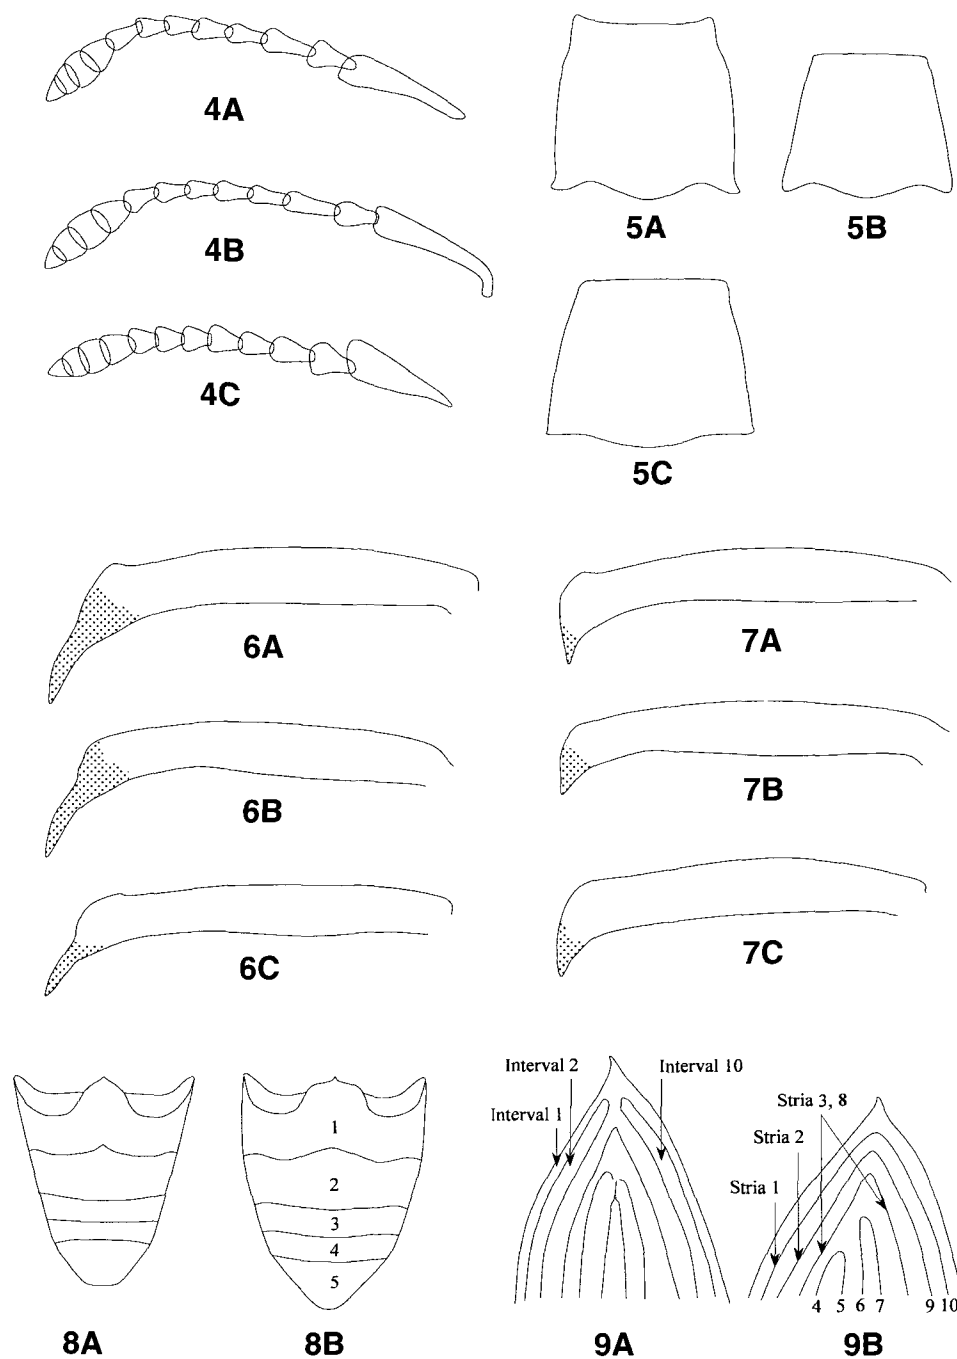 4A
5A
5B
4B
4C
5C
6A
7A
6B
7B
6C
7C
1
2
3
4
5
8A
8B
Interval 2
Interval 10
Interval 1
9A
Stria 3, 8
Stria 2
Stria 1
4 5 6 7 9 10
9B